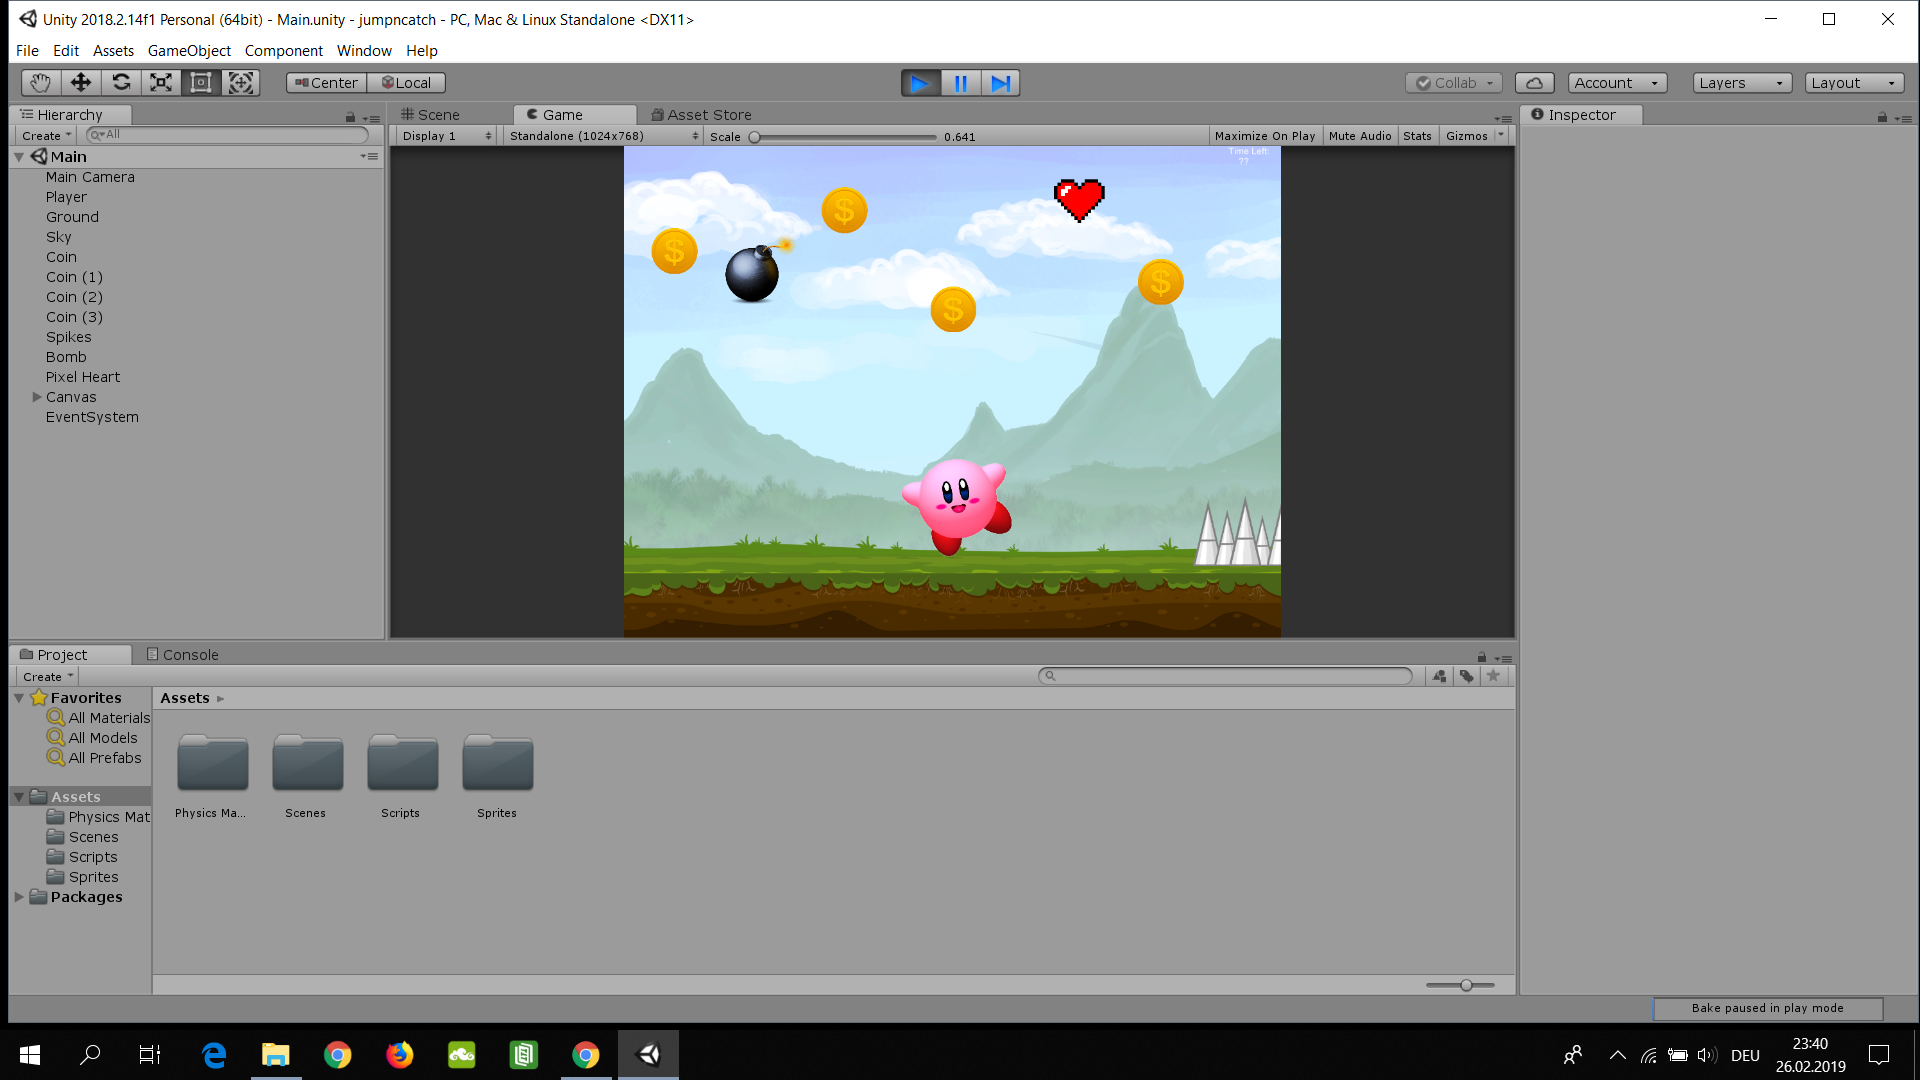 Unity 2018.2.14f1 Personal (64bit) - Main.unity - jumpncatch - PC, Mac & Linux Standalone <DX11>
File Edit Assets GameObject Component Window Help
Center Local Collab Account Layers Layout
Hierarchy
Create All
Main
Main Camera
Player
Ground
Sky
Coin
Coin (1)
Coin (2)
Coin (3)
Spikes
Bomb
Pixel Heart
Canvas
EventSystem
Scene Game Asset Store
Display 1 Standalone (1024x768) Scale 0.641 Maximize On Play Mute Audio Stats Gizmos
Time Left:
??
$
$
$
$
Inspector
Project Console
Create
Favorites
All Materials
All Models
All Prefabs
Assets
Physics Mat
Scenes
Scripts
Sprites
Packages
Assets
Physics Ma... Scenes Scripts Sprites
Bake paused in play mode
DEU
23:40
26.02.2019